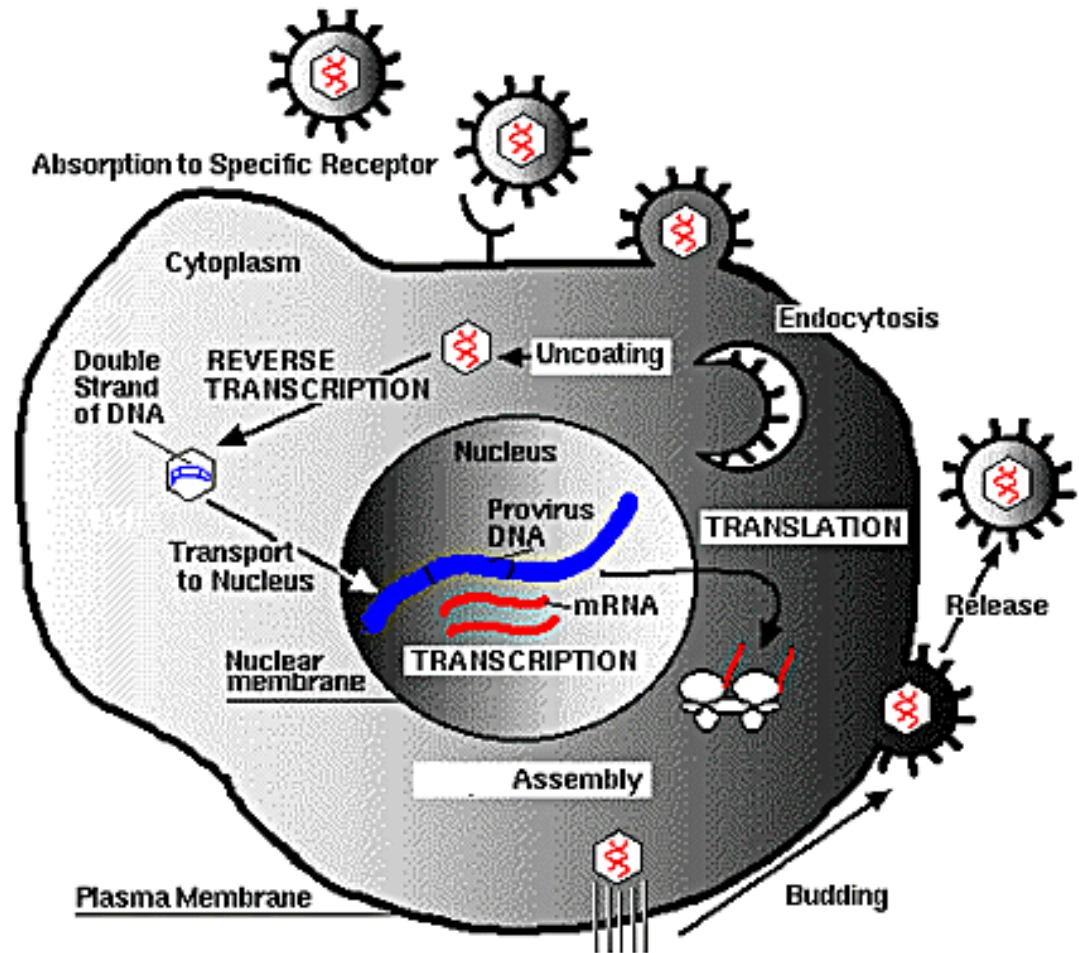 Absorption to Specific Receptor
Cytoplasm
Endocytosis
Uncoating
Double
Strand
of DNA
REVERSE
TRANSCRIPTION
Nucleus
Provirus
DNA
TRANSLATION
Transport
to Nucleus
mRNA
Release
TRANSCRIPTION
Nuclear
membrane
Assembly
Plasma Membrane
Budding